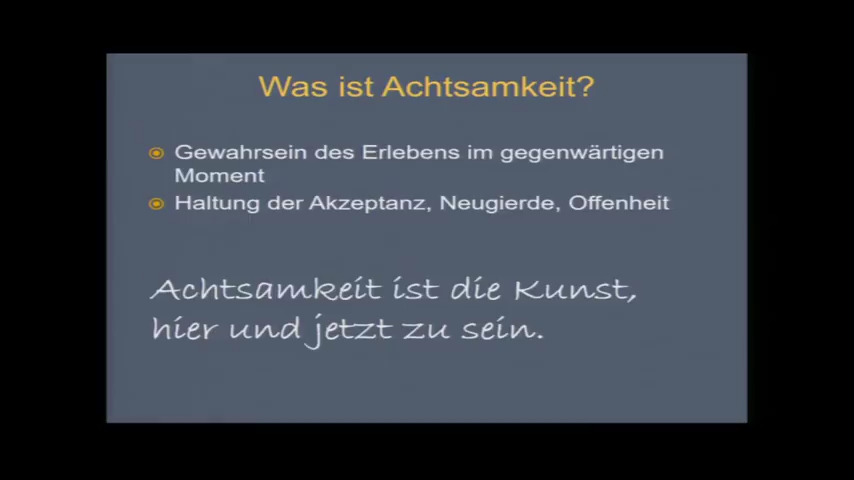 Was ist Achtsamkeit?
Gewahrsein des Erlebens im gegenwärtigen
Moment
Haltung der Akzeptanz, Neugierde, Offenheit
Achtsamkeit ist die Kunst,
hier und jetzt zu sein.